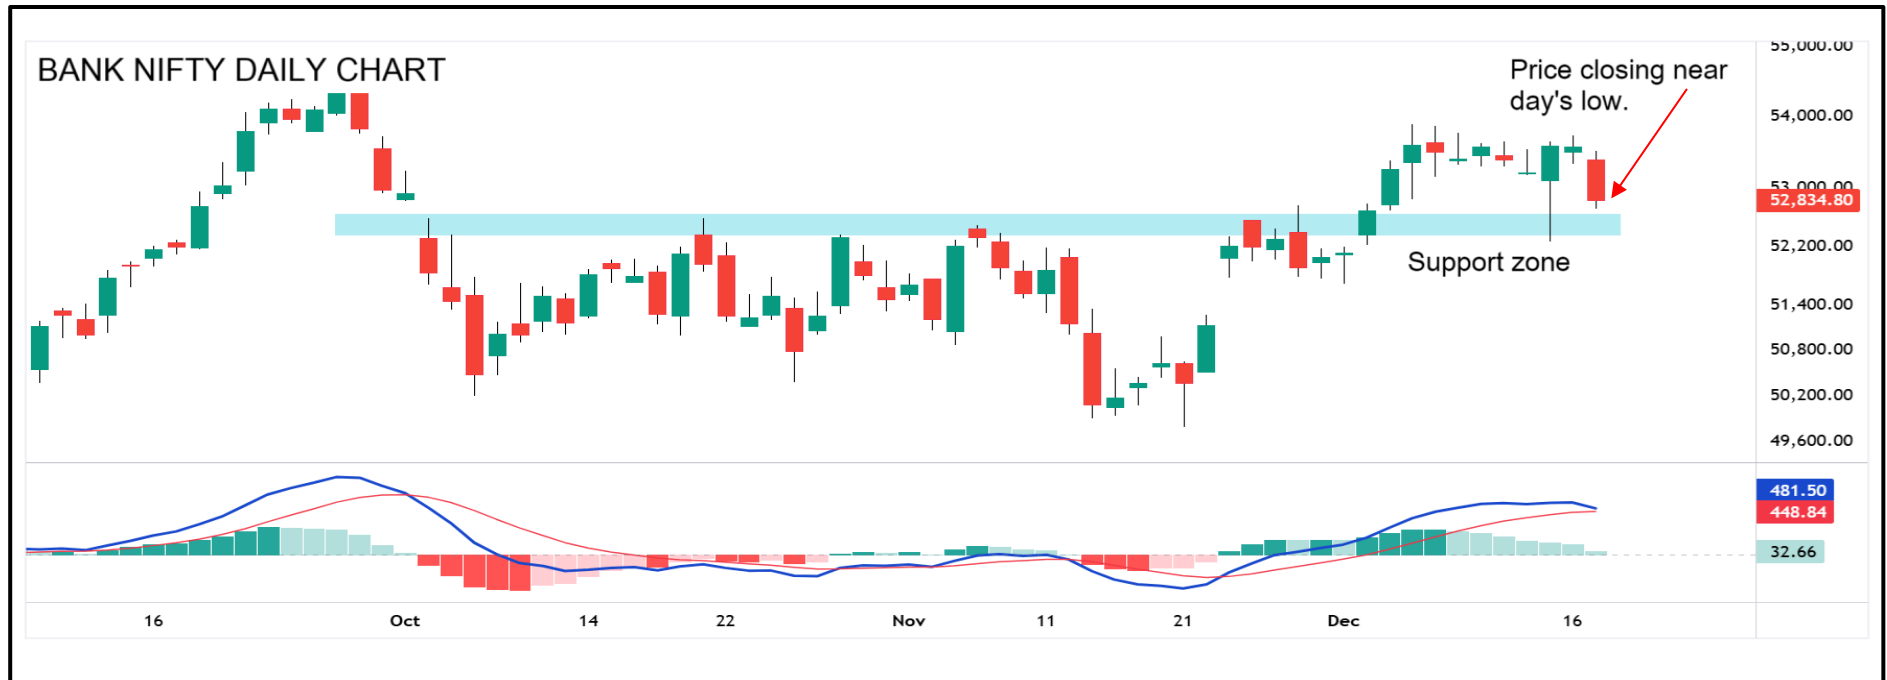 BANK NIFTY DAILY CHART
Price closing near
day's low.
Support zone
55,000.00
54,000.00
53,000.00
52,834.80
52,200.00
51,400.00
50,800.00
50,200.00
49,600.00
481.50
448.84
32.66
16 Oct 14 22 Nov 11 21 Dec 16